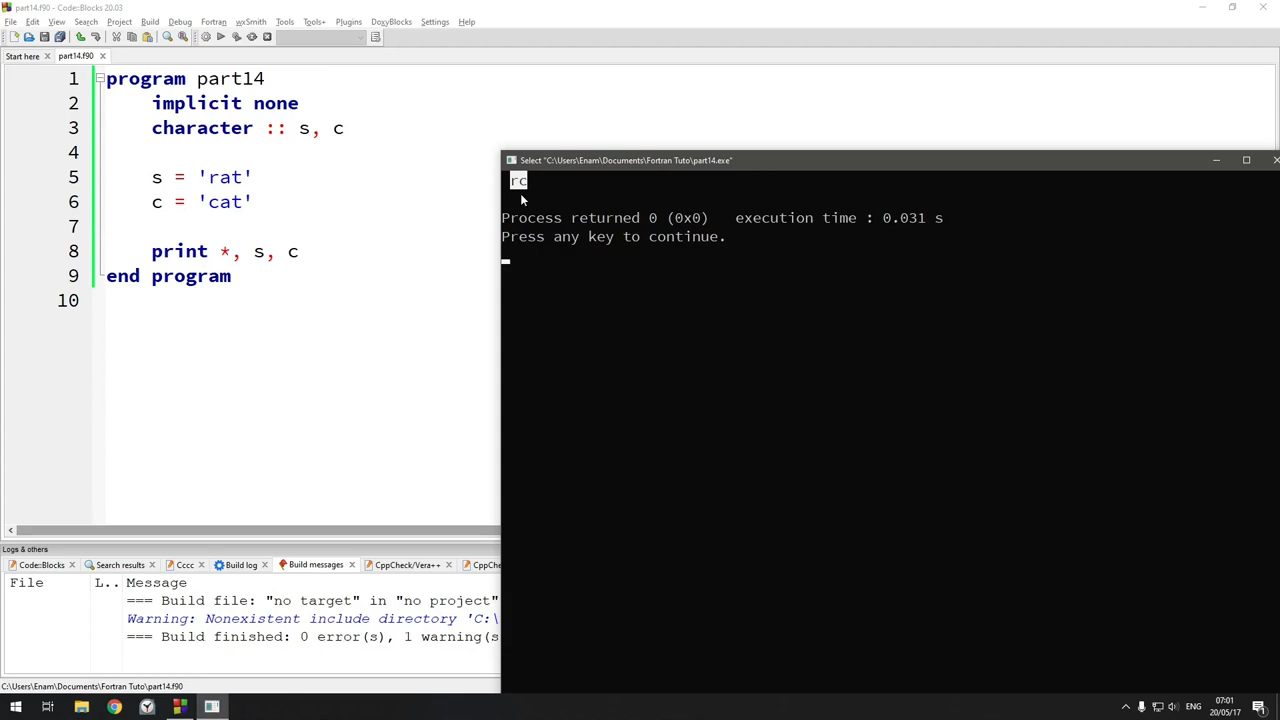 part14.f90 - Code::Blocks 20.03
File Edit View Search Project Build Debug Fortran wxSmith Tools Tools+ Plugins DoxyBlocks Settings Help
Start here part14.f90
1 program part14
2 implicit none
3 character :: s, c
4
5 s = 'rat'
6 c = 'cat'
7
8 print *, s, c
9 end program
10
Select "C:\Users\Enam\Documents\Fortran Tuto\part14.exe"
rc
Process returned 0 (0x0) execution time : 0.031 s
Press any key to continue.
Logs & others
Code::Blocks Search results Cccc Build log Build messages CppCheck/Vera++ CppChe
File L.. Message
=== Build file: "no target" in "no project"
Warning: Nonexistent include directory 'C:\
=== Build finished: 0 error(s), 1 warning(s
C:\Users\Enam\Documents\Fortran Tuto\part14.f90
ENG 07:01
20/05/17
1